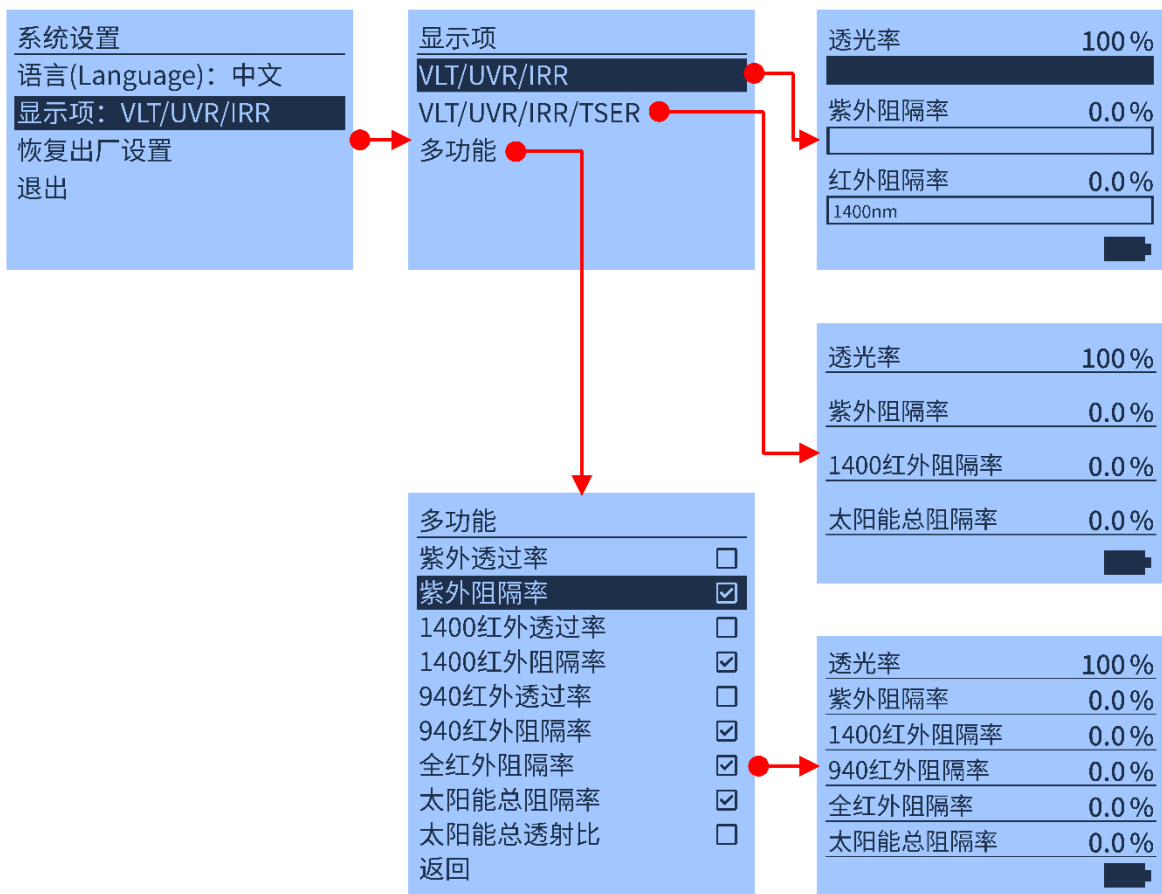 系统设置
语言(Language)：中文
显示项：VLT/UVR/IRR
恢复出厂设置
退出
显示项
VLT/UVR/IRR
VLT/UVR/IRR/TSER
多功能
透光率 100%
紫外阻隔率 0.0%
红外阻隔率 0.0%
1400nm
透光率 100%
紫外阻隔率 0.0%
1400红外阻隔率 0.0%
太阳能总阻隔率 0.0%
多功能
紫外透过率
紫外阻隔率
1400红外透过率
1400红外阻隔率
940红外透过率
940红外阻隔率
全红外阻隔率
太阳能总阻隔率
太阳能总透射比
返回
透光率 100%
紫外阻隔率 0.0%
1400红外阻隔率 0.0%
940红外阻隔率 0.0%
全红外阻隔率 0.0%
太阳能总阻隔率 0.0%